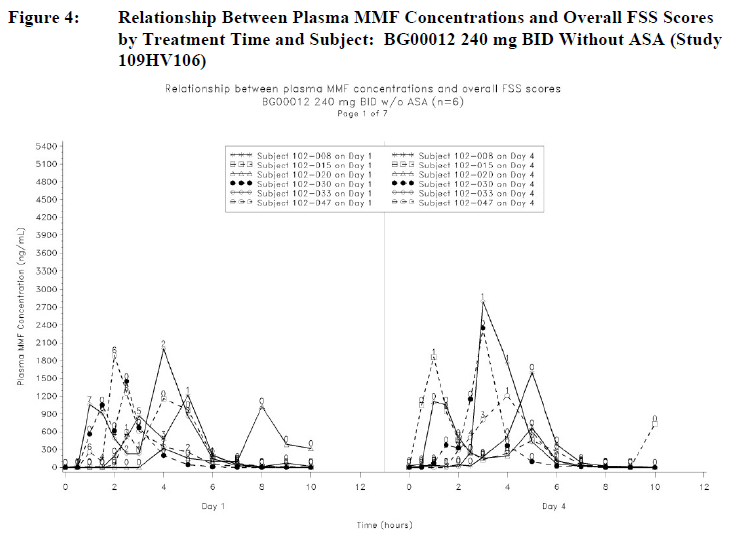 Figure 4: Relationship Between Plasma MMF Concentrations and Overall FSS Scores
by Treatment Time and Subject: BG00012 240 mg BID Without ASA (Study
109HV106)
Relationship between plasma MMF concentrations and overall FSS scores
BG00012 240 mg BID w/o ASA (n=6)
Page 1 of 7
Subject 102-008 on Day 1 Subject 102-008 on Day 4
Subject 102-015 on Day 1 Subject 102-015 on Day 4
Subject 102-020 on Day 1 Subject 102-020 on Day 4
Subject 102-030 on Day 1 Subject 102-030 on Day 4
Subject 102-033 on Day 1 Subject 102-033 on Day 4
Subject 102-047 on Day 1 Subject 102-047 on Day 4
Plasma MMF Concentration (ng/mL)
5400
5100
4800
4500
4200
3900
3600
3300
3000
2700
2400
2100
1800
1500
1200
900
600
300
0
0 2 4 6 8 10 12 0 2 4 6 8 10 12
Day 1 Day 4
Time (hours)